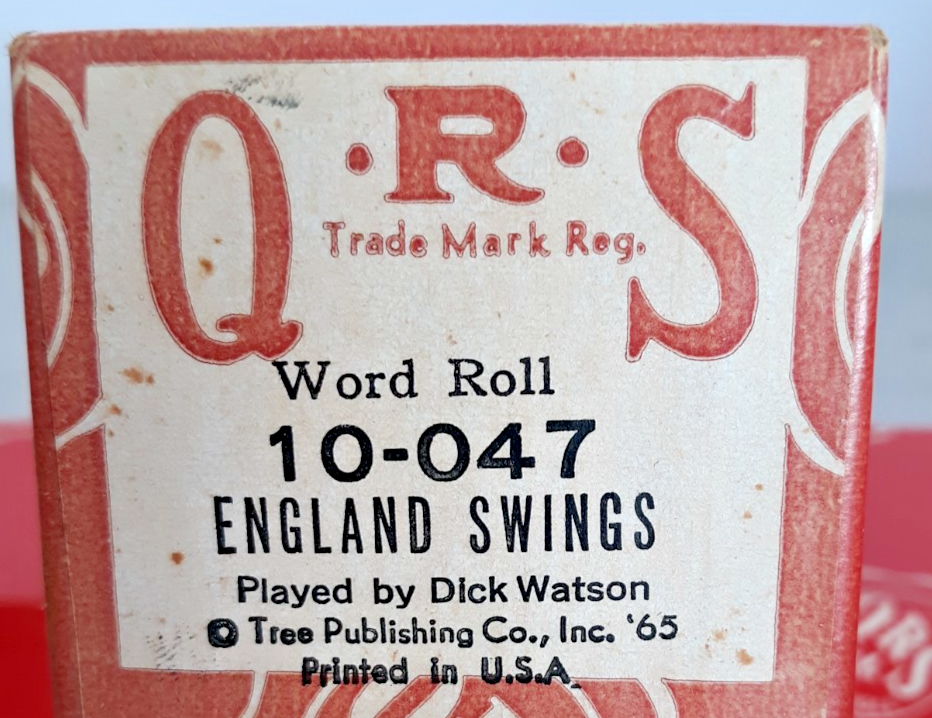 Q·R·S
Trade Mark Reg.
Word Roll
10-047
ENGLAND SWINGS
Played by Dick Watson
© Tree Publishing Co., Inc. '65
Printed in U.S.A.